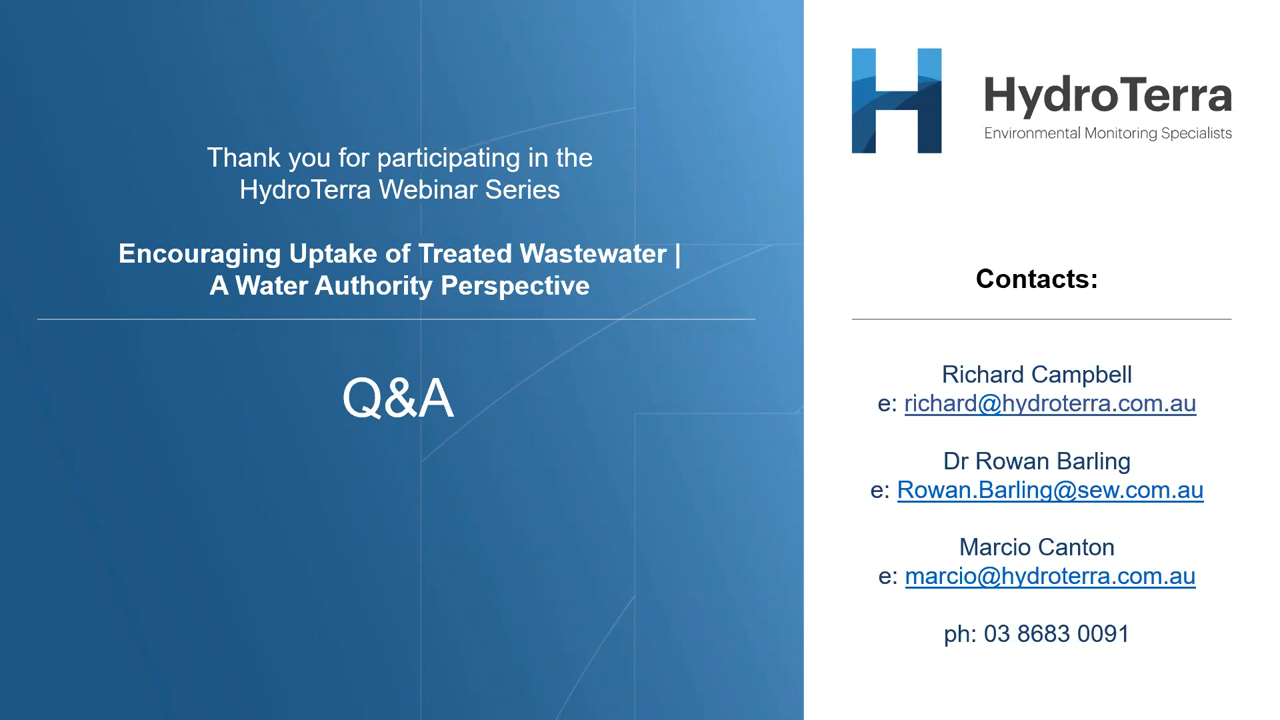 Thank you for participating in the
HydroTerra Webinar Series
Encouraging Uptake of Treated Wastewater |
A Water Authority Perspective
Q&A
HydroTerra
Environmental Monitoring Specialists
Contacts:
Richard Campbell
e: richard@hydroterra.com.au
Dr Rowan Barling
e: Rowan.Barling@sew.com.au
Marcio Canton
e: marcio@hydroterra.com.au
ph: 03 8683 0091